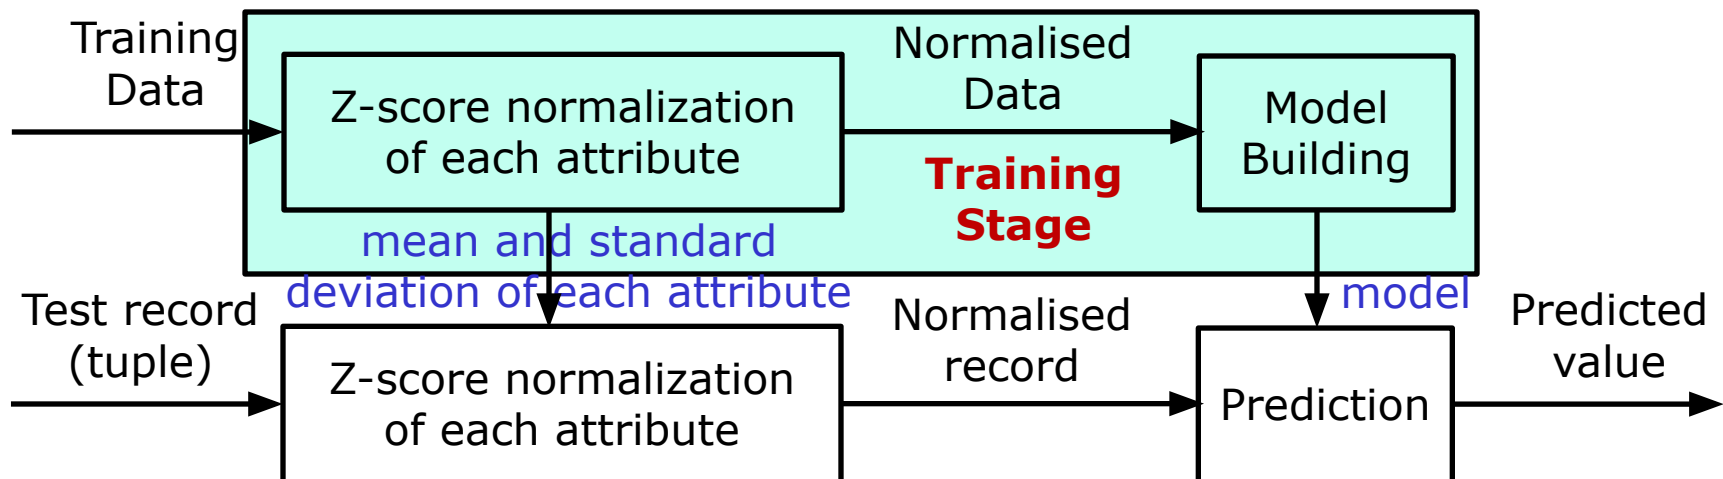 Training
Data
Z-score normalization
of each attribute
Normalised
Data
Model
Building
Training
Stage
mean and standard
deviation of each attribute
model
Test record
(tuple)
Z-score normalization
of each attribute
Normalised
record
Prediction
Predicted
value